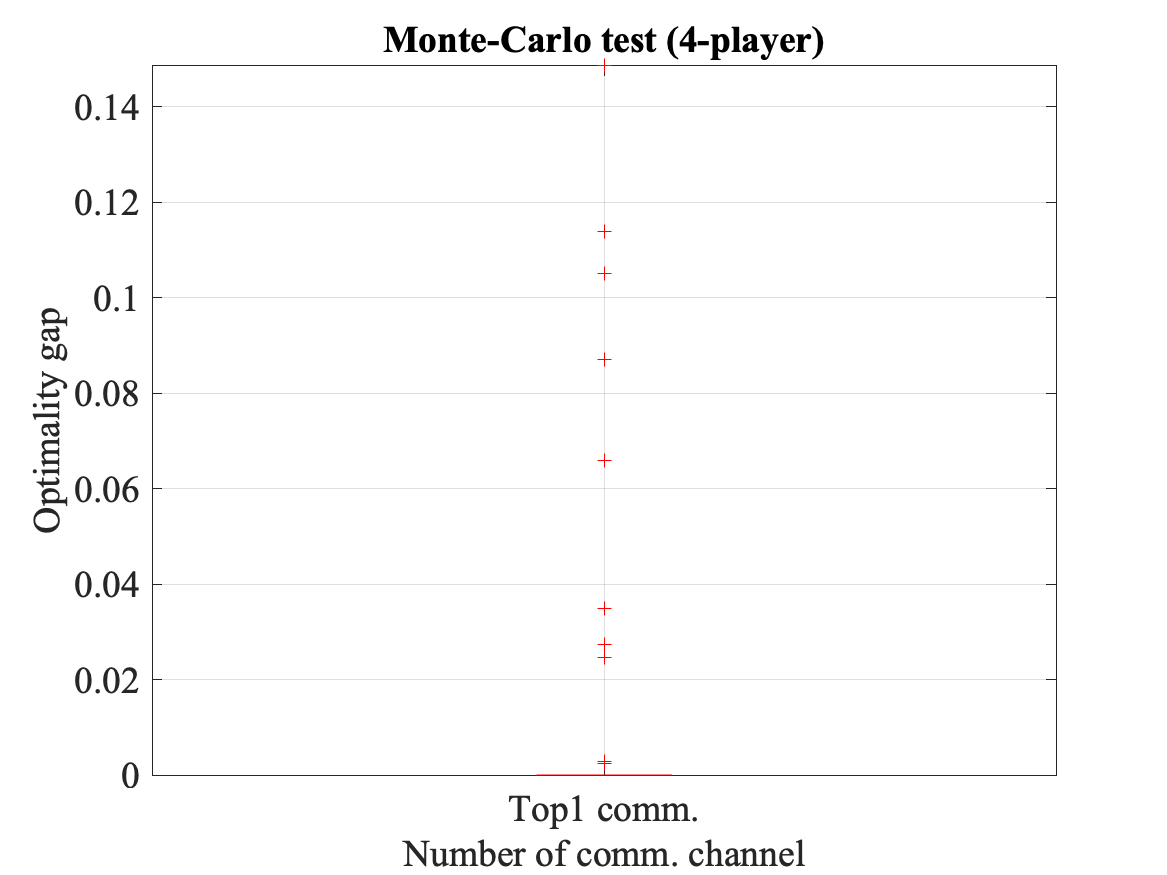 Monte-Carlo test (4-player)
0.14
0.12
0.1
0.08
0.06
0.04
0.02
0
Optimality gap
Top1 comm.
Number of comm. channel